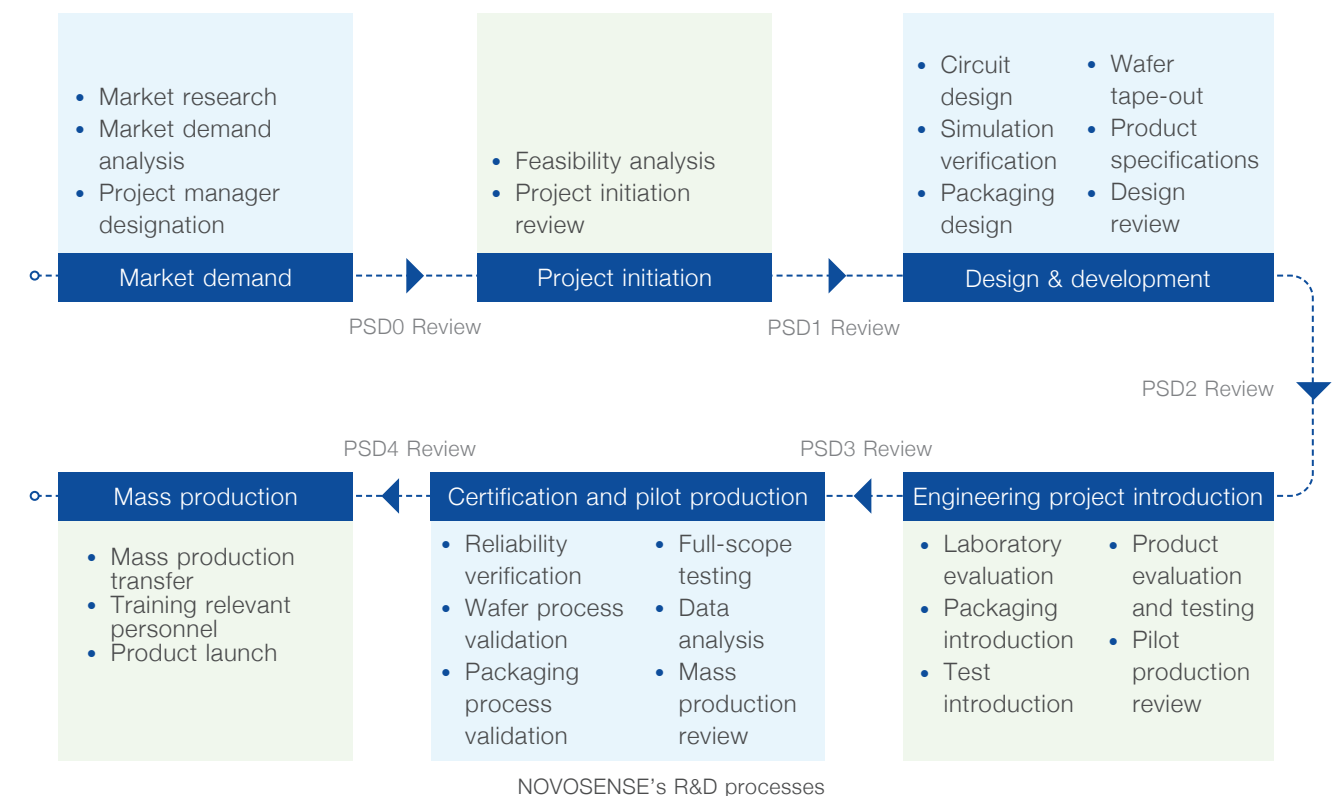 • Market research
• Market demand
analysis
• Project manager
designation
Market demand
PSD0 Review
• Feasibility analysis
• Project initiation
review
Project initiation
PSD1 Review
• Circuit
design
• Simulation
verification
• Packaging
design
• Wafer
tape-out
• Product
specifications
• Design
review
Design & development
PSD2 Review
Engineering project introduction
• Laboratory
evaluation
• Packaging
introduction
• Test
introduction
• Product
evaluation
and testing
• Pilot
production
review
PSD3 Review
Certification and pilot production
• Reliability
verification
• Wafer process
validation
• Packaging
process
validation
• Full-scope
testing
• Data
analysis
• Mass
production
review
PSD4 Review
Mass production
• Mass production
transfer
• Training relevant
personnel
• Product launch
NOVOSENSE's R&D processes